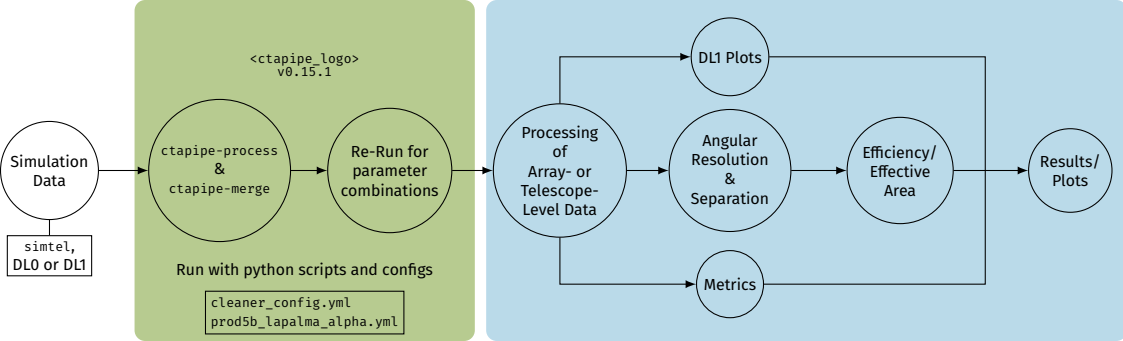 Simulation
Data
simtel,
DL0 or DL1
<ctapipe_logo>
v0.15.1
ctapipe-process
&
ctapipe-merge
Re-Run for
parameter
combinations
Run with python scripts and configs
cleaner_config.yml
prod5b_lapalma_alpha.yml
Processing
of
Array- or
Telescope-
Level Data
DL1 Plots
Angular
Resolution
&
Separation
Metrics
Efficiency/
Effective
Area
Results/
Plots